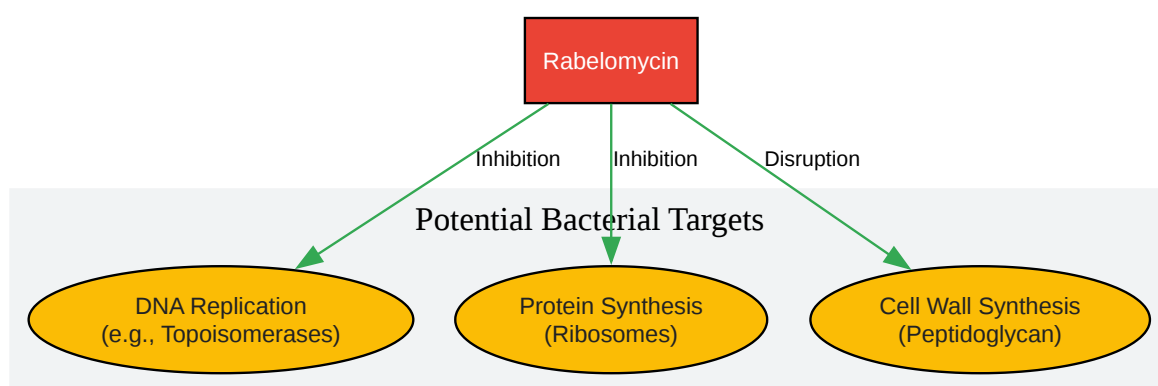 Rabelomycin
Inhibition
Inhibition
Disruption
Potential Bacterial Targets
DNA Replication
(e.g., Topoisomerases)
Protein Synthesis
(Ribosomes)
Cell Wall Synthesis
(Peptidoglycan)